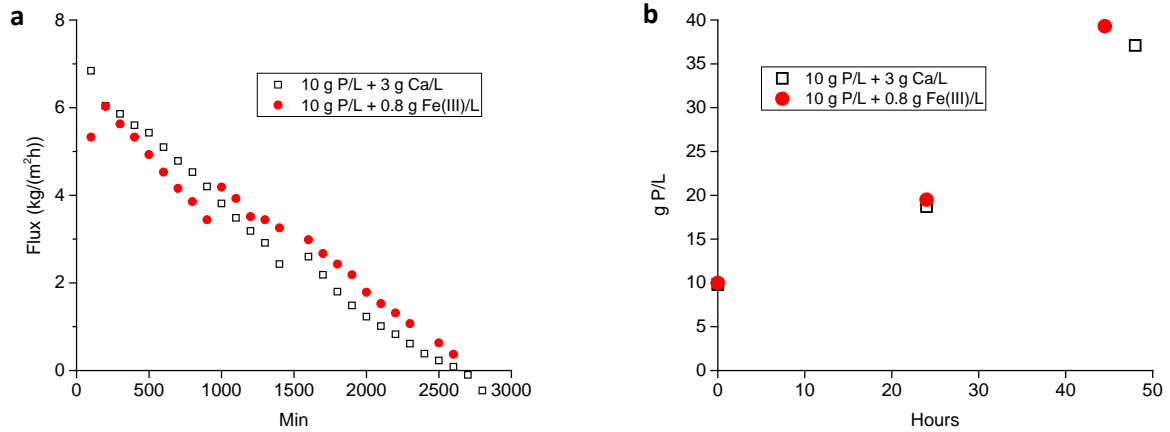 a
8
6
4
2
0
Flux (kg/(m²h))
10 g P/L + 3 g Ca/L
10 g P/L + 0.8 g Fe(III)/L
0 500 1000 1500 2000 2500 3000
Min
b
40
35
30
25
20
15
10
5
0
g P/L
10 g P/L + 3 g Ca/L
10 g P/L + 0.8 g Fe(III)/L
0 10 20 30 40 50
Hours